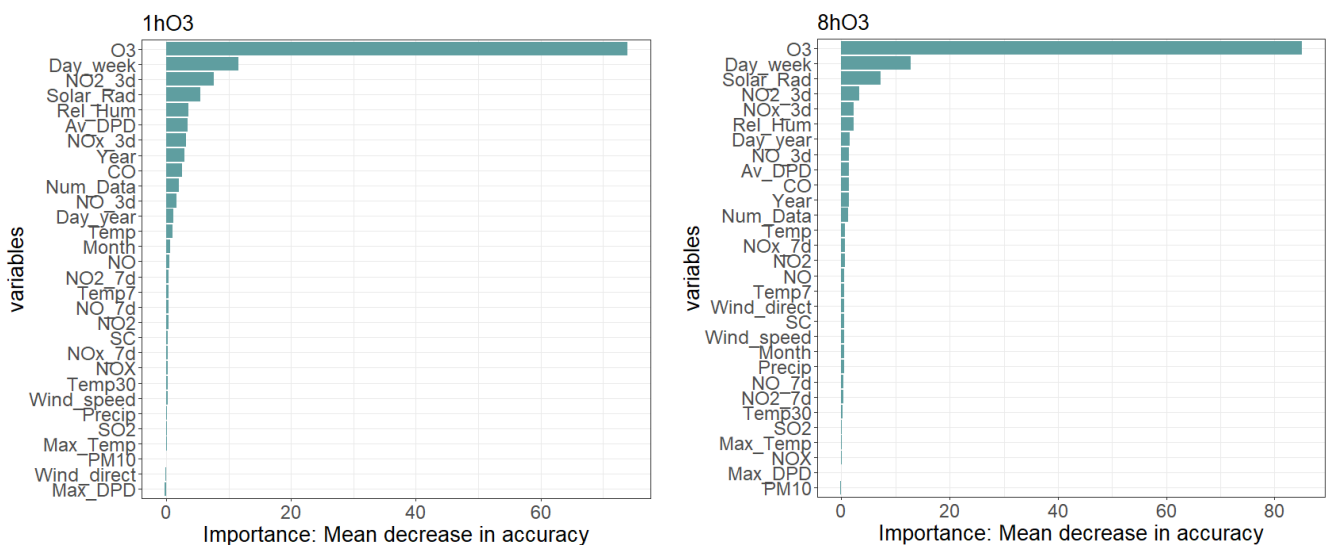 1hO3
O3
Day_week
NO2_3d
Solar_Rad
Rel_Hum
Av_DPD
NOx_3d
Year
CO
Num_Data
NO_3d
Day_year
Temp
Month
NO
NO2_7d
Temp7
NO_7d
NO2
SC
NOx_7d
NOX
Temp30
Wind_speed
Precip
SO2
Max_Temp
PM10
Wind_direct
Max_DPD
variables
0 20 40 60
Importance: Mean decrease in accuracy
8hO3
O3
Day_week
Solar_Rad
NO2_3d
NOx_3d
Rel_Hum
Day_year
NO_3d
Av_DPD
CO
Year
Num_Data
Temp
NOx_7d
NO2
NO
Temp7
Wind_direct
SC
Wind_speed
Month
Precip
NO_7d
NO2_7d
Temp30
SO2
Max_Temp
NOX
Max_DPD
PM10
variables
0 20 40 60 80
Importance: Mean decrease in accuracy